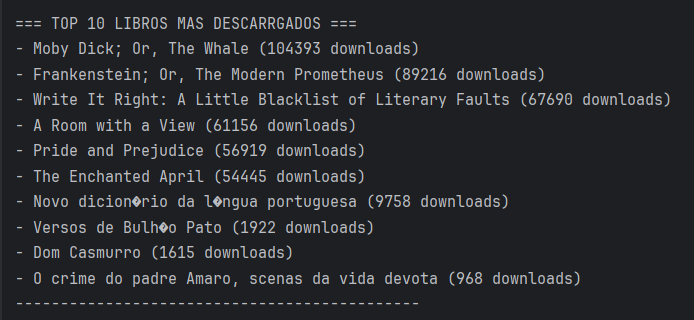 === TOP 10 LIBROS MAS DESCARRGADOS ===
- Moby Dick; Or, The Whale (104393 downloads)
- Frankenstein; Or, The Modern Prometheus (89216 downloads)
- Write It Right: A Little Blacklist of Literary Faults (67690 downloads)
- A Room with a View (61156 downloads)
- Pride and Prejudice (56919 downloads)
- The Enchanted April (54445 downloads)
- Novo dicion�rio da l�ngua portuguesa (9758 downloads)
- Versos de Bulh�o Pato (1922 downloads)
- Dom Casmurro (1615 downloads)
- O crime do padre Amaro, scenas da vida devota (968 downloads)
---------------------------------------------